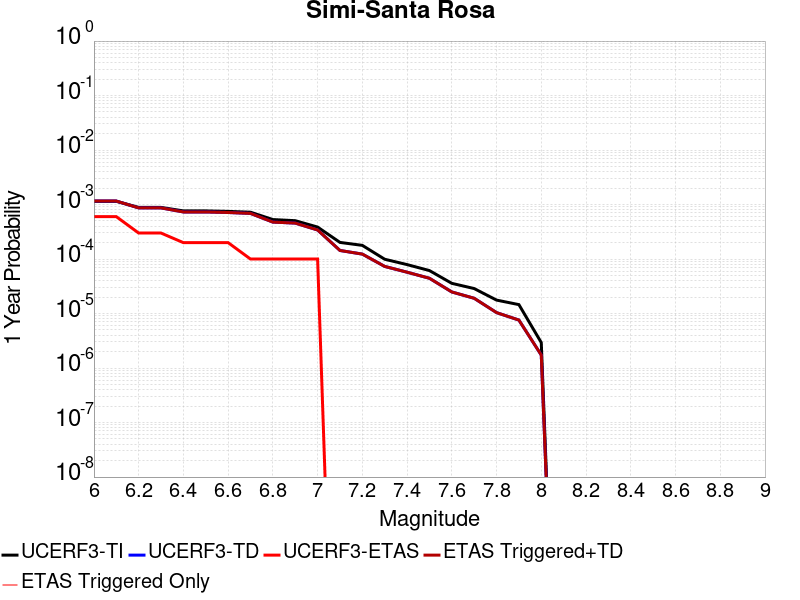 Simi-Santa Rosa
10^0
10^-1
10^-2
10^-3
10^-4
10^-5
10^-6
10^-7
10^-8
1 Year Probability
6 6.2 6.4 6.6 6.8 7 7.2 7.4 7.6 7.8 8 8.2 8.4 8.6 8.8 9
Magnitude
UCERF3-TI UCERF3-TD UCERF3-ETAS ETAS Triggered+TD
ETAS Triggered Only